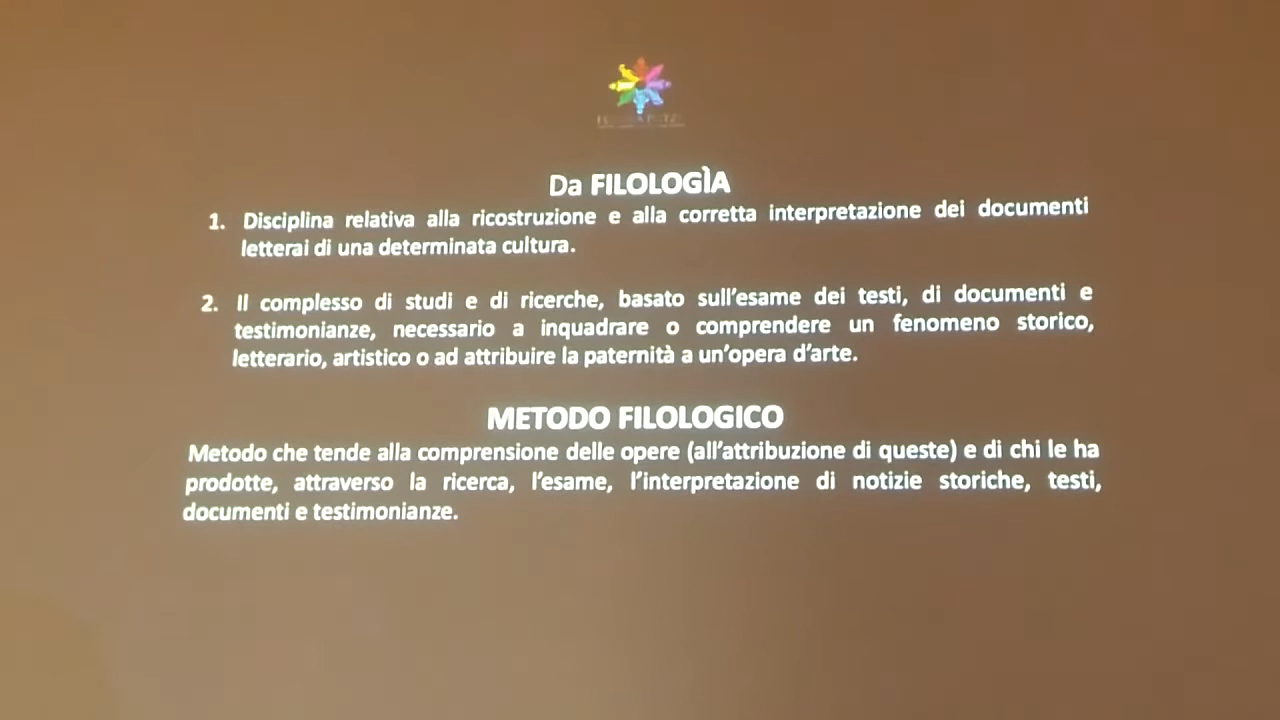 Da FILOLOGÌA
1. Disciplina relativa alla ricostruzione e alla corretta interpretazione dei documenti
letterai di una determinata cultura.
2. Il complesso di studi e di ricerche, basato sull'esame dei testi, di documenti e
testimonianze, necessario a inquadrare o comprendere un fenomeno storico,
letterario, artistico o ad attribuire la paternità a un'opera d'arte.
METODO FILOLOGICO
Metodo che tende alla comprensione delle opere (all'attribuzione di queste) e di chi le ha
prodotte, attraverso la ricerca, l'esame, l'interpretazione di notizie storiche, testi,
documenti e testimonianze.